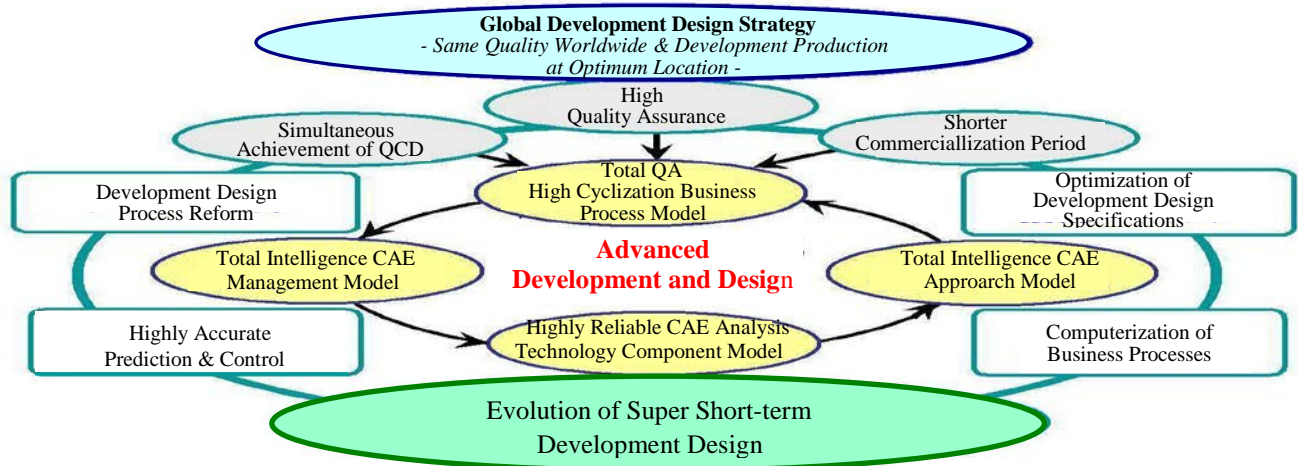 Global Development Design Strategy
- Same Quality Worldwide & Development Production
at Optimum Location -
High
Quality Assurance
Simultaneous
Achievement of QCD
Shorter
Commerciallization Period
Total QA
High Cyclization Business
Process Model
Development Design
Process Reform
Optimization of
Development Design
Specifications
Advanced
Development and Design
Total Intelligence CAE
Management Model
Total Intelligence CAE
Approarch Model
Highly Accurate
Prediction & Control
Highly Reliable CAE Analysis
Technology Component Model
Computerization of
Business Processes
Evolution of Super Short-term
Development Design